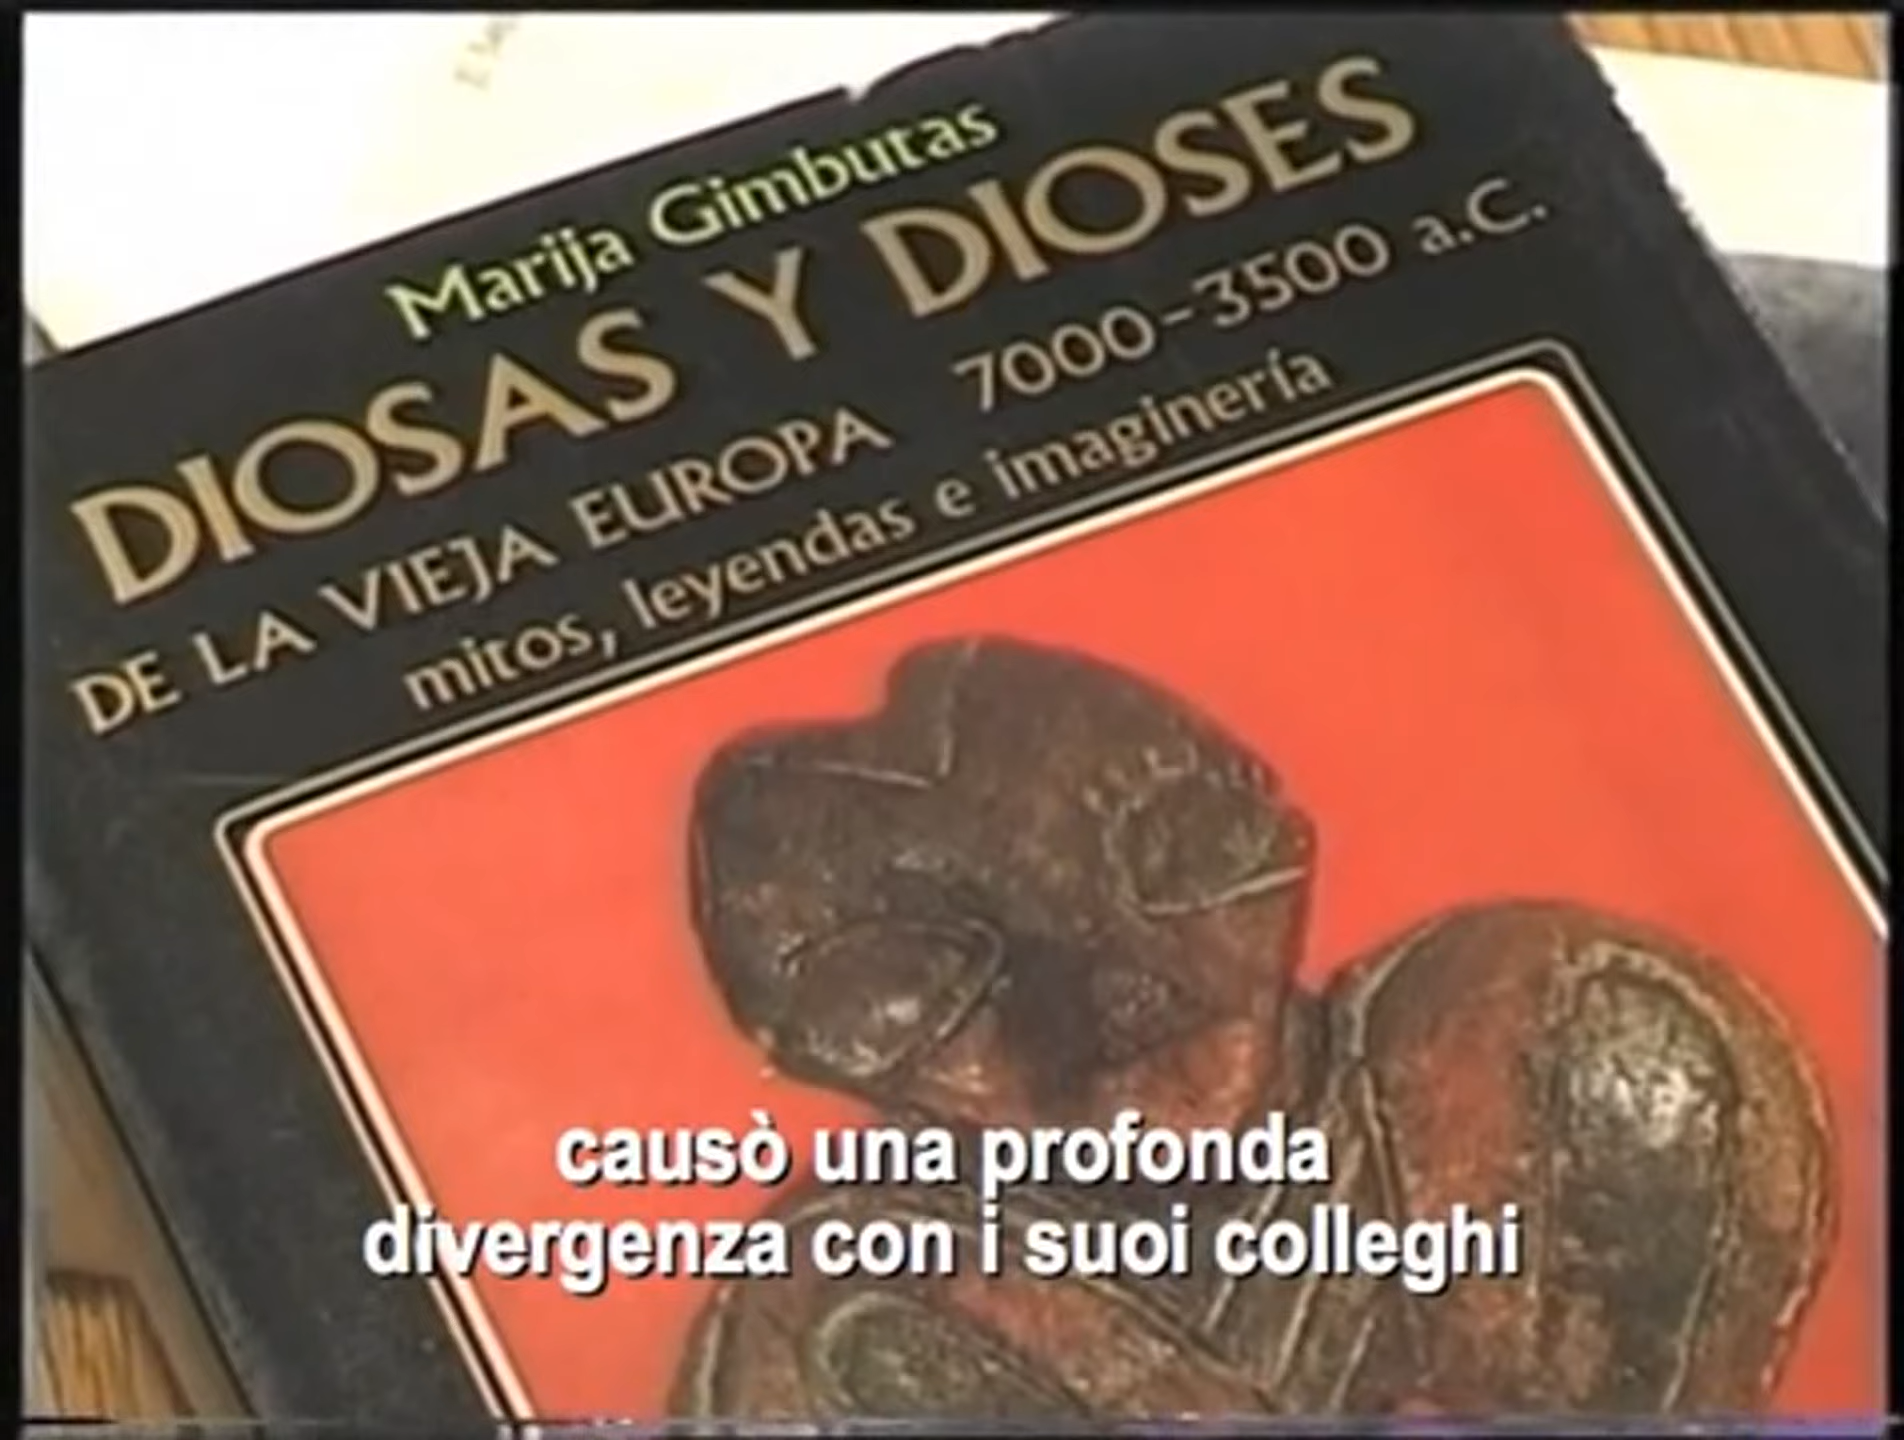 Marija Gimbutas
DIOSAS Y DIOSES
DE LA VIEJA EUROPA 7000-3500 a.C.
mitos, leyendas e imaginería
causò una profonda
divergenza con i suoi colleghi